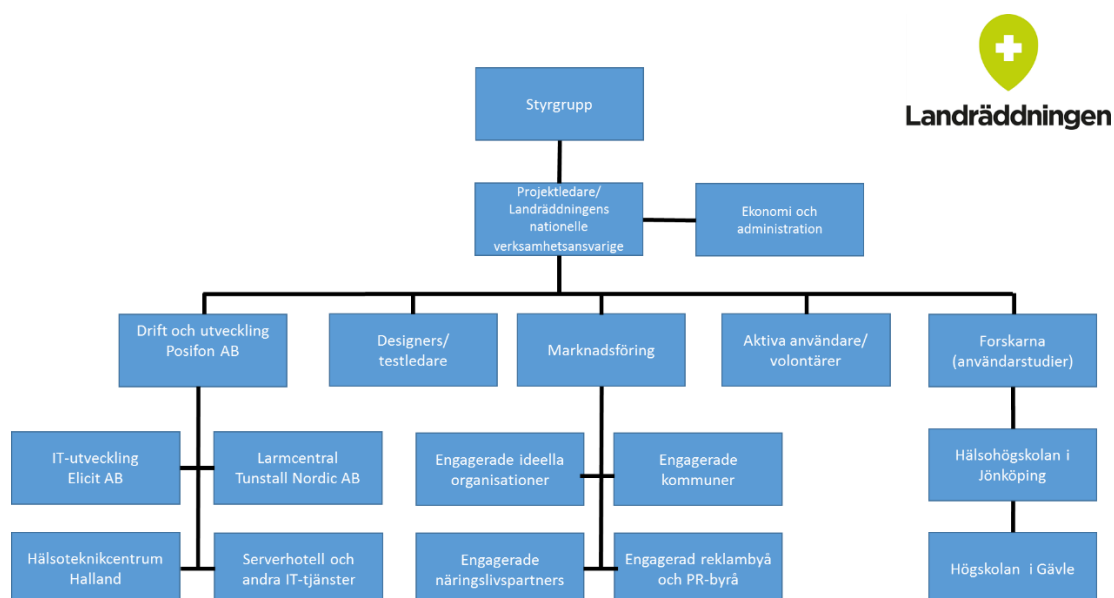 Landräddningen
Styrgrupp
Projektledare/
Landräddningens
nationelle
verksamhetsansvarige
Ekonomi och
administration
Drift och utveckling
Posifon AB
Designers/
testledare
Marknadsföring
Aktiva användare/
volontärer
Forskarna
(användarstudier)
IT-utveckling
Elicit AB
Larmcentral
Tunstall Nordic AB
Engagerade ideella
organisationer
Engagerade
kommuner
Hälsohögskolan i
Jönköping
Hälsoteknikcentrum
Halland
Serverhotell och
andra IT-tjänster
Engagerade
näringslivspartners
Engagerad reklambyå
och PR-byrå
Högskolan i Gävle